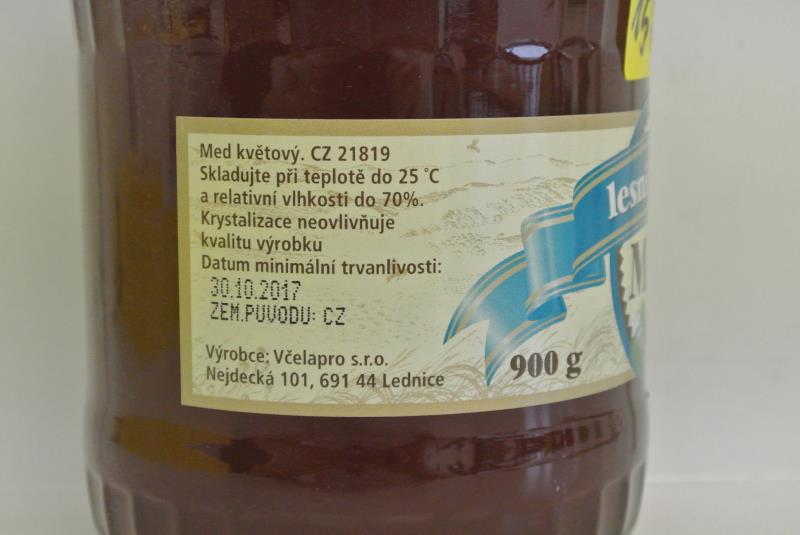 Med květový. CZ 21819
Skladujte při teplotě do 25 °C
a relativní vlhkosti do 70%.
Krystalizace neovlivňuje
kvalitu výrobku
Datum minimální trvanlivosti:
30.10.2017
ZEM.PUVODU: CZ
Výrobce: Včelapro s.r.o.
Nejdecká 101, 691 44 Lednice
900 g